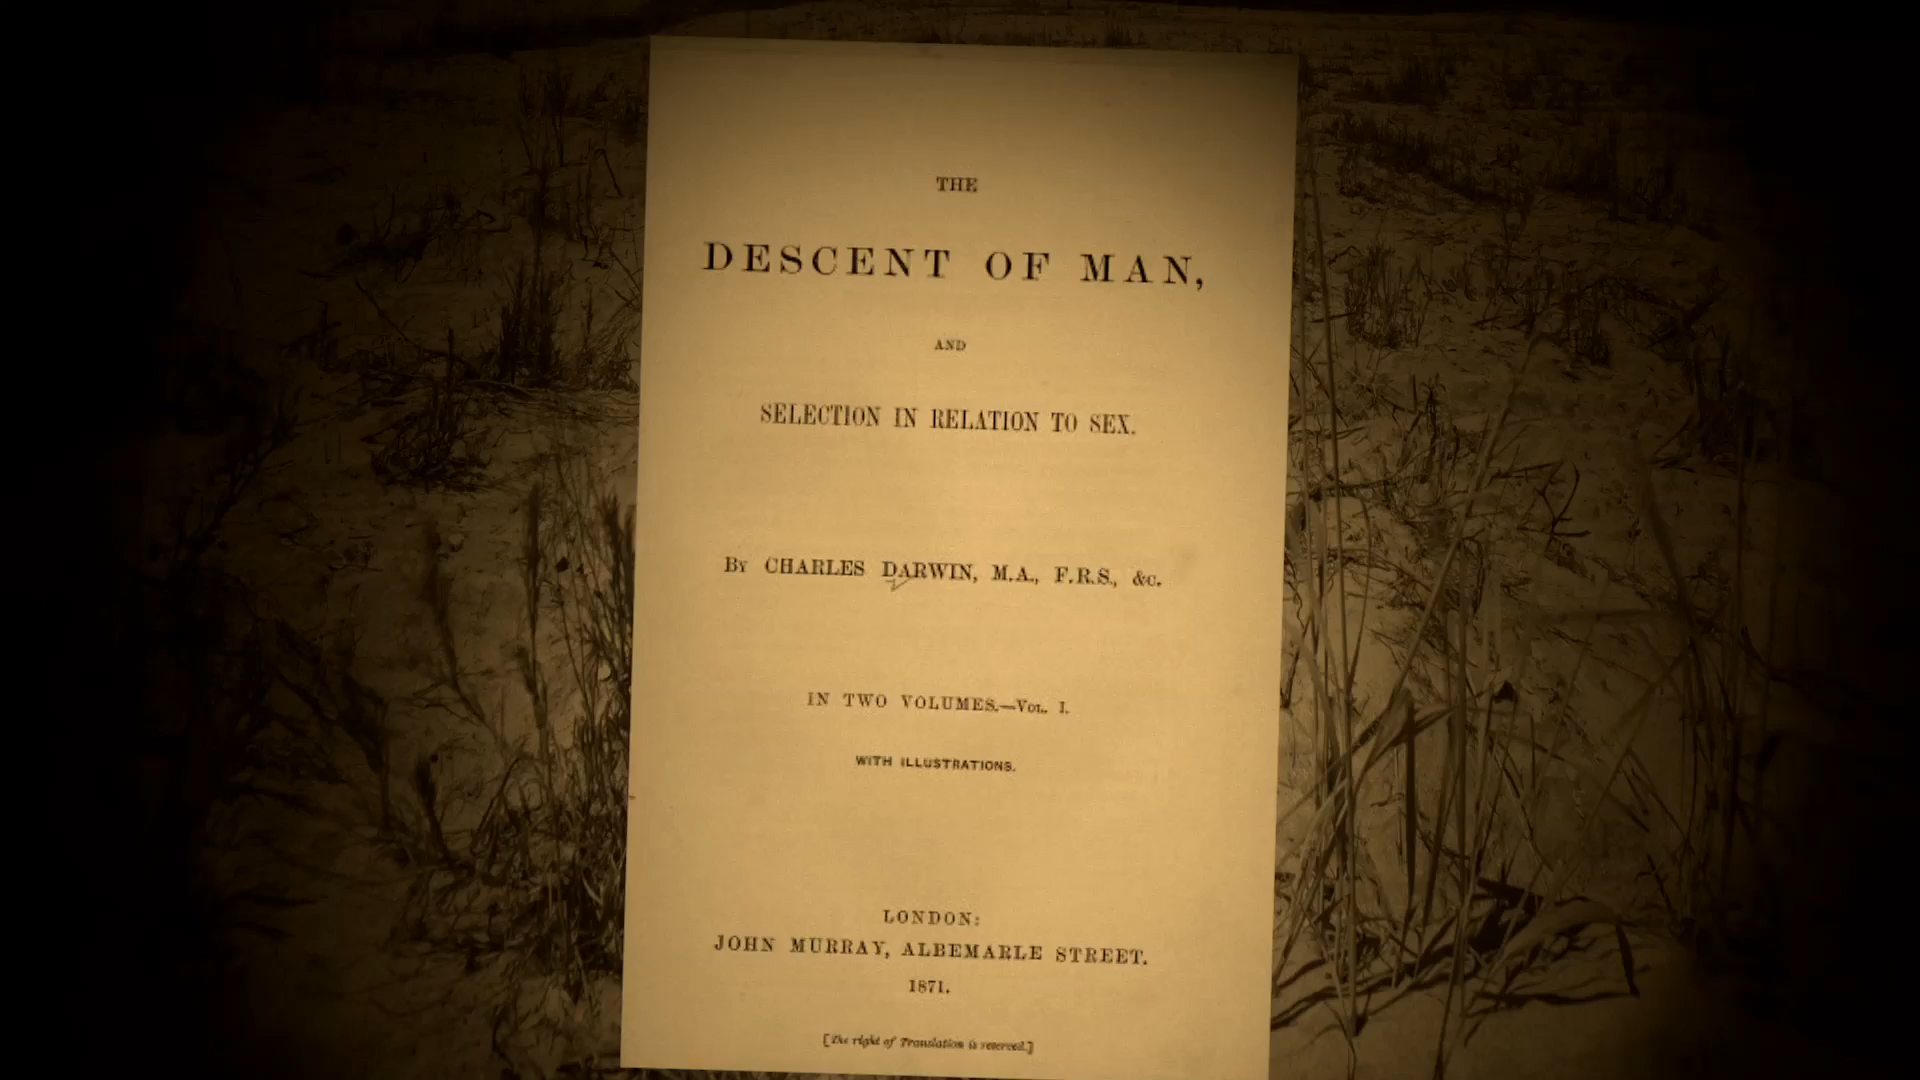 THE
DESCENT OF MAN,
AND
SELECTION IN RELATION TO SEX.
By CHARLES DARWIN, M.A., F.R.S., &c.
IN TWO VOLUMES.—Vol. I.
WITH ILLUSTRATIONS.
LONDON:
JOHN MURRAY, ALBEMARLE STREET.
1871.
[The right of Translation is reserved.]